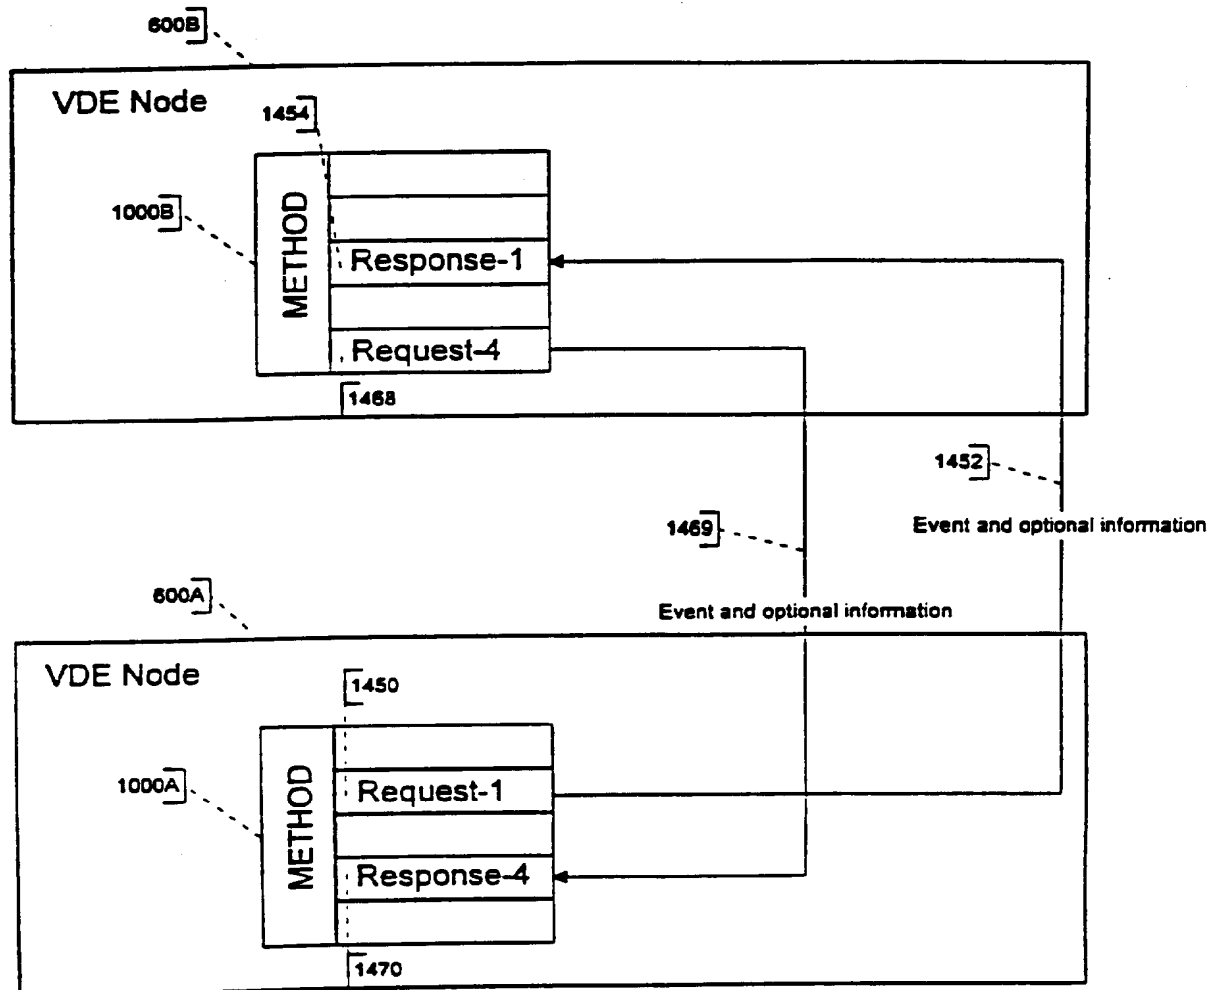 600B
VDE Node
1454
1000B
METHOD
Response-1
Request-4
1468
1452
Event and optional information
1469
600A
Event and optional information
VDE Node
1450
1000A
METHOD
Request-1
Response-4
1470